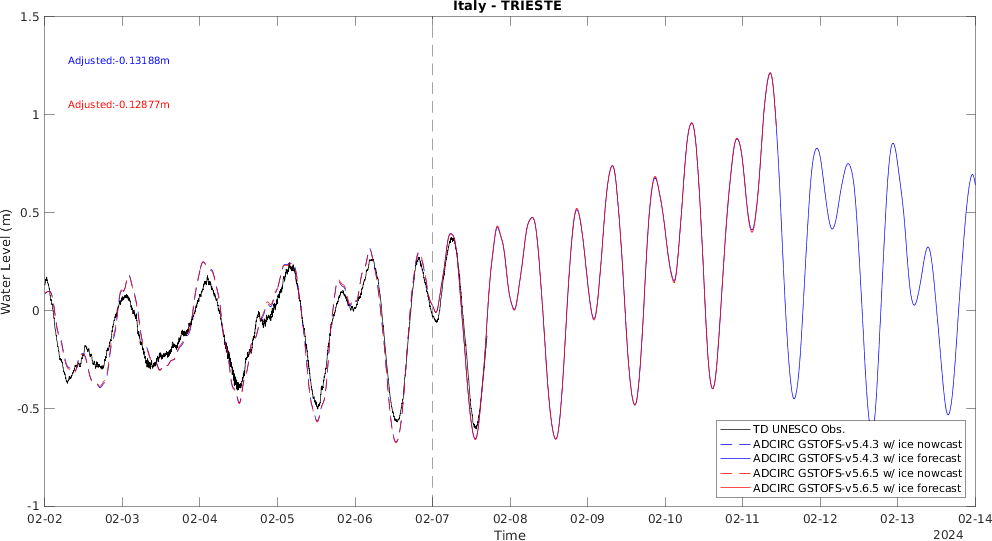 Italy - TRIESTE
Adjusted:-0.13188m
Adjusted:-0.12877m
Water Level (m)
1.5
1
0.5
0
-0.5
-1
TD UNESCO Obs.
ADCIRC GSTOFS-v5.4.3 w/ ice nowcast
ADCIRC GSTOFS-v5.4.3 w/ ice forecast
ADCIRC GSTOFS-v5.6.5 w/ ice nowcast
ADCIRC GSTOFS-v5.6.5 w/ ice forecast
02-02 02-03 02-04 02-05 02-06 02-07 02-08 02-09 02-10 02-11 02-12 02-13 02-14
Time
2024